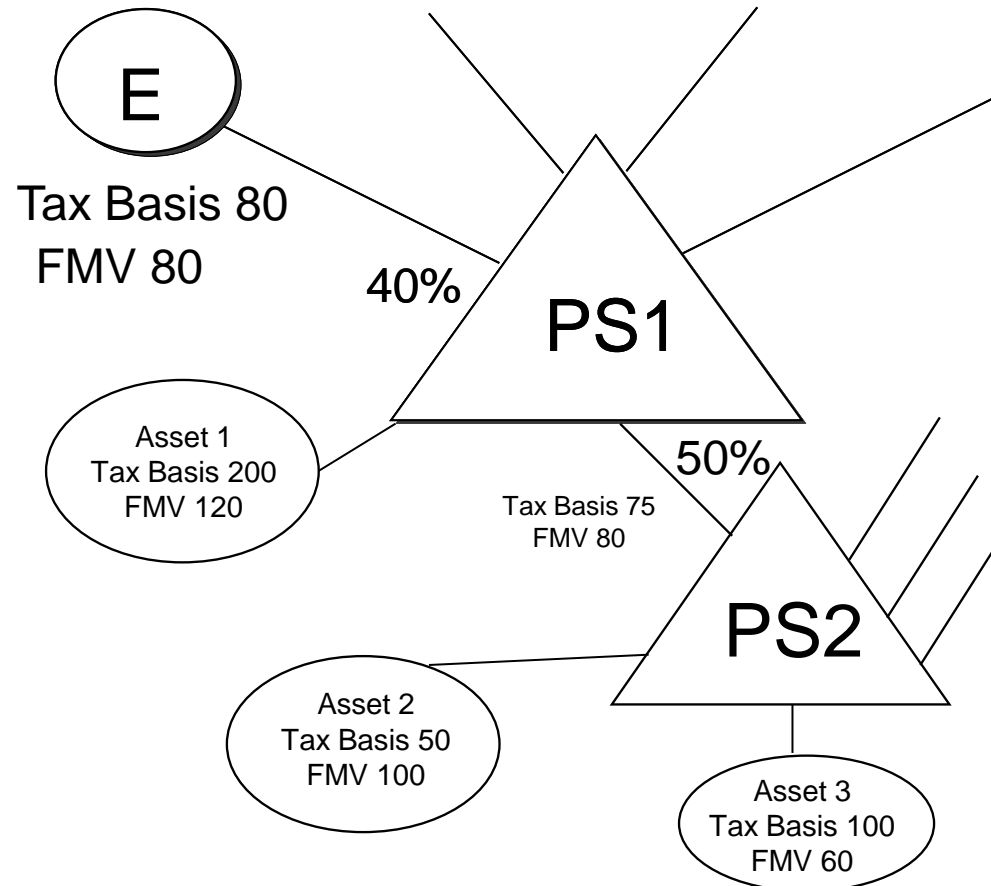 E
Tax Basis 80
FMV 80
40%
PS1
Asset 1
Tax Basis 200
FMV 120
50%
Tax Basis 75
FMV 80
PS2
Asset 2
Tax Basis 50
FMV 100
Asset 3
Tax Basis 100
FMV 60